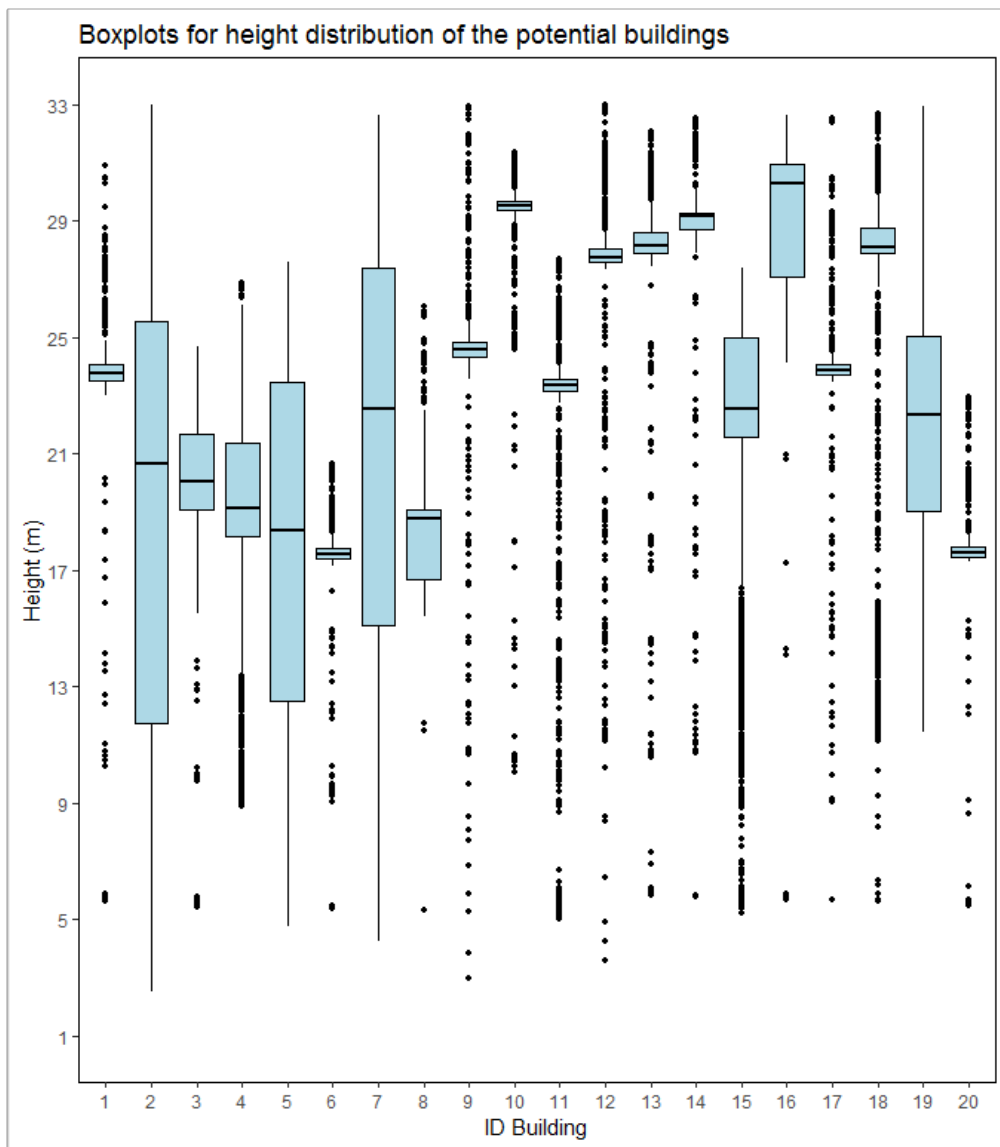 Boxplots for height distribution of the potential buildings
33
29
25
21
17
13
9
5
1
Height (m)
1 2 3 4 5 6 7 8 9 10 11 12 13 14 15 16 17 18 19 20
ID Building